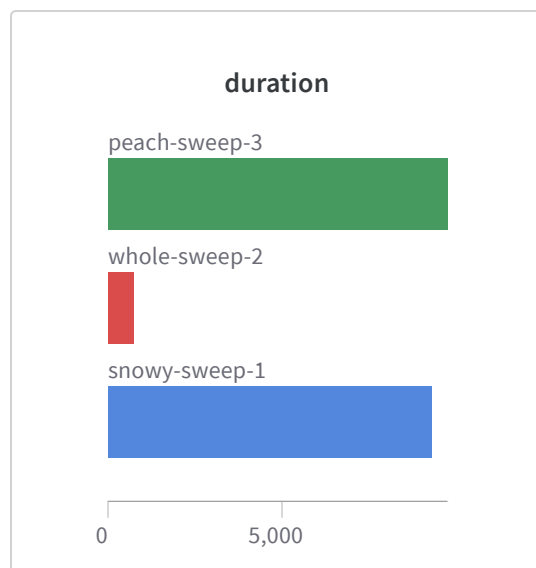 duration
peach-sweep-3
whole-sweep-2
snowy-sweep-1
0 5,000